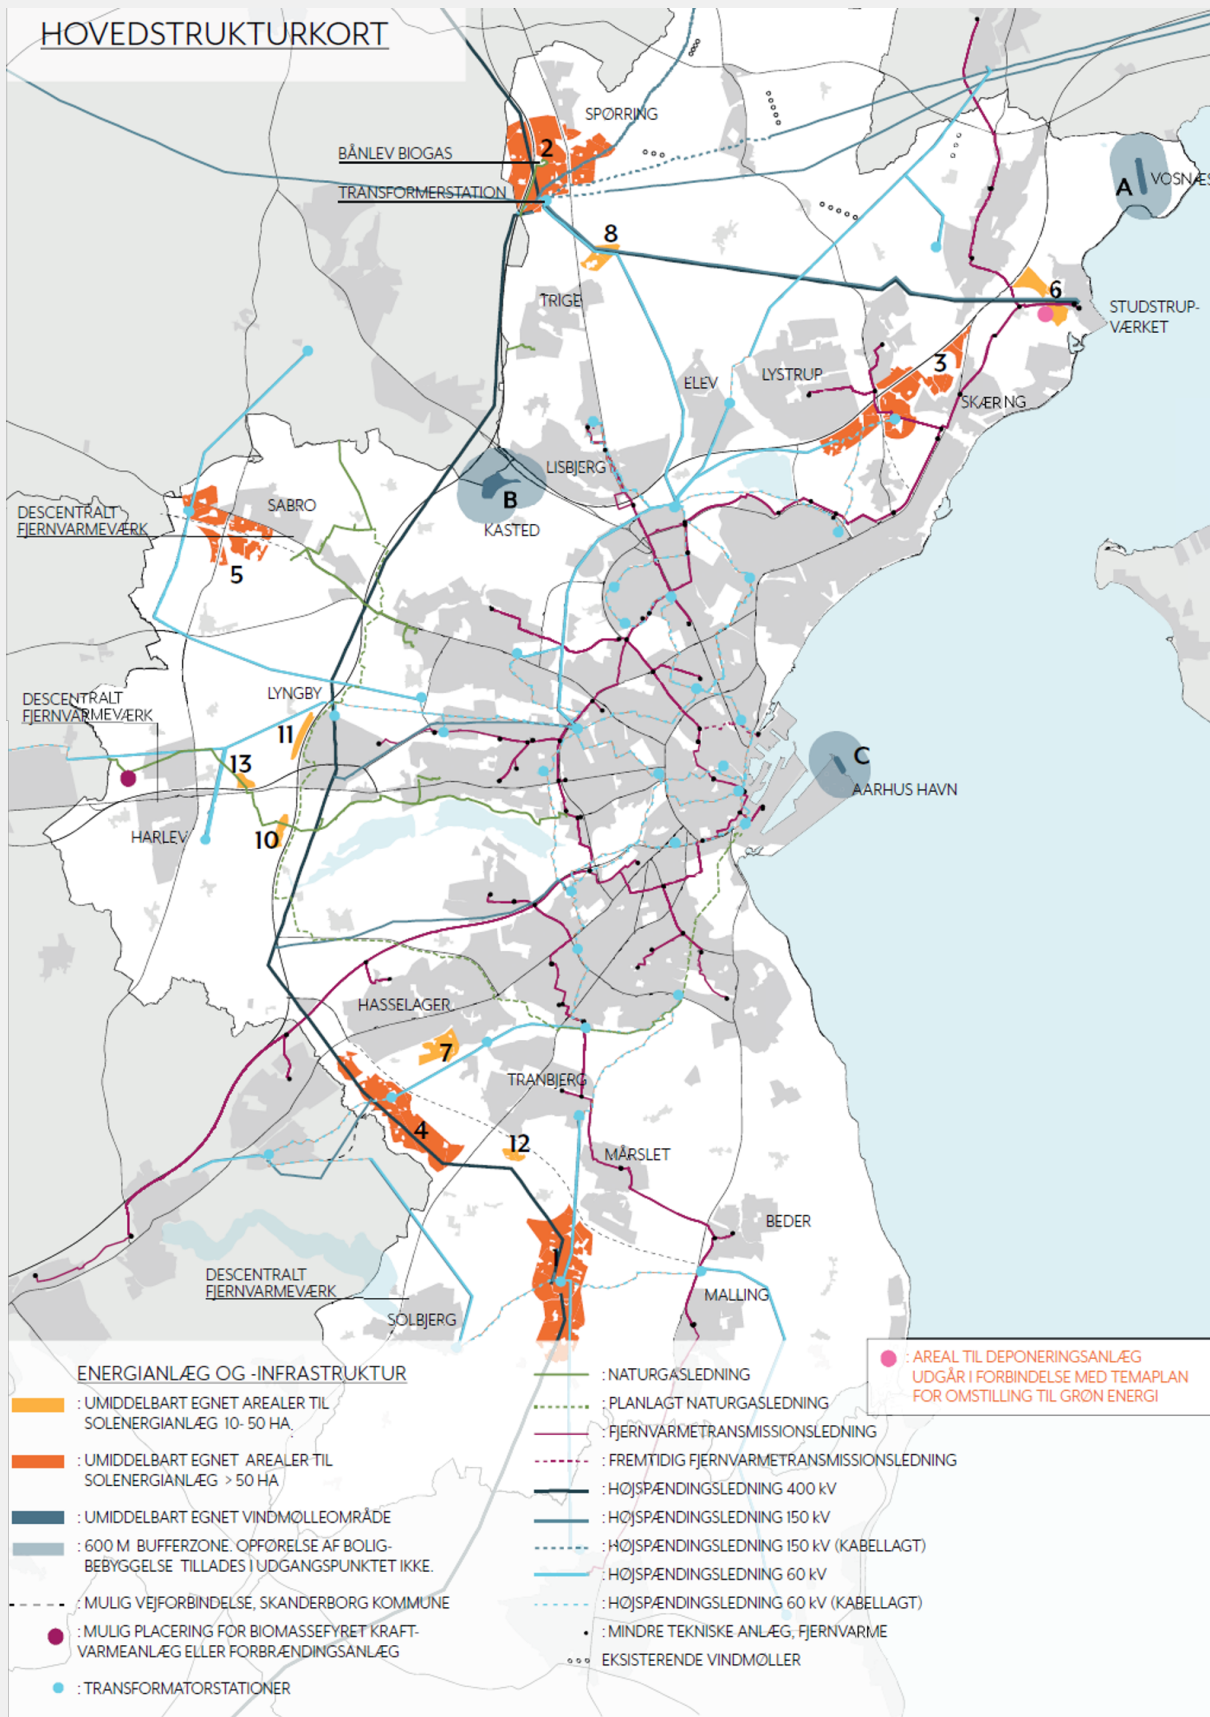 HOVEDSTRUKTURKORT
SPØRRING
BÅNLEV BIOGAS
2
TRANSFORMERSTATION
A
VOSNÆS
8
TRIGE
6
STUDSTRUP-
VÆRKET
ELEV
LYSTRUP
3
SKÆRING
LISBJERG
B
KASTED
SABRO
DESCENTRALT
FJERNVARMEVÆRK
5
LYNGBY
DESCENTRALT
FJERNVARMEVÆRK
11
13
C
AARHUS HAVN
HARLEV
10
HASSELAGER
7
TRANBJERG
4
12
MÅRSLET
BEDER
1
DESCENTRALT
FJERNVARMEVÆRK
MALLING
SOLBJERG
ENERGIANLÆG OG -INFRASTRUKTUR
: UMIDDELBART EGNET AREALER TIL
SOLENERGIANLÆG 10- 50 HA.
: UMIDDELBART EGNET AREALER TIL
SOLENERGIANLÆG > 50 HA
: UMIDDELBART EGNET VINDMØLLEOMRÅDE
: 600 M BUFFERZONE. OPFØRELSE AF BOLIG-
BEBYGGELSE TILLADES I UDGANGSPUNKTET IKKE.
: MULIG VEJFORBINDELSE, SKANDERBORG KOMMUNE
: MULIG PLACERING FOR BIOMASSEFYRET KRAFT-
VARMEANLÆG ELLER FORBRÆNDINGSANLÆG
: TRANSFORMATORSTATIONER
: NATURGASLEDNING
: PLANLAGT NATURGASLEDNING
: FJERNVARMETRANSMISSIONSLEDNING
: FREMTIDIG FJERNVARMETRANSMISSIONSLEDNING
: HØJSPÆNDINGSLEDNING 400 kV
: HØJSPÆNDINGSLEDNING 150 kV
: HØJSPÆNDINGSLEDNING 150 kV (KABELLAGT)
: HØJSPÆNDINGSLEDNING 60 kV
: HØJSPÆNDINGSLEDNING 60 kV (KABELLAGT)
: MINDRE TEKNISKE ANLÆG, FJERNVARME
EKSISTERENDE VINDMØLLER
: AREAL TIL DEPONERINGSANLÆG
UDGÅR I FORBINDELSE MED TEMAPLAN
FOR OMSTILLING TIL GRØN ENERGI